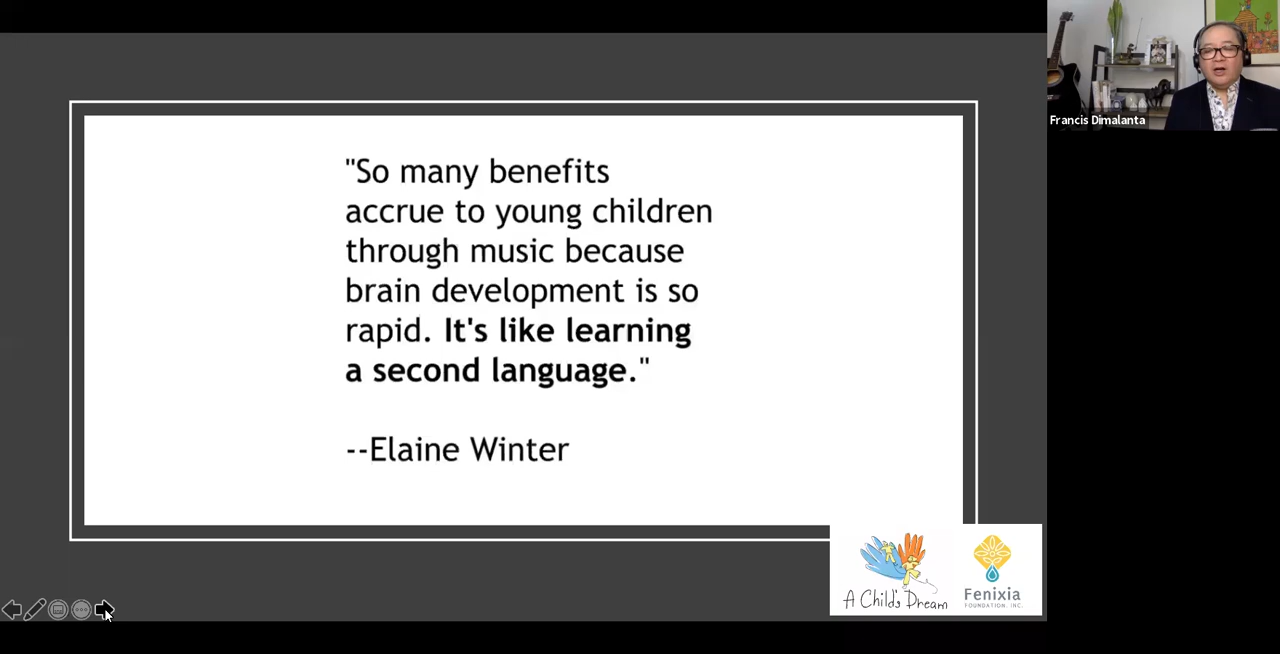 Francis Dimalanta
"So many benefits
accrue to young children
through music because
brain development is so
rapid. It's like learning
a second language."
--Elaine Winter
A Child's Dream
Fenixia
FOUNDATION, INC.